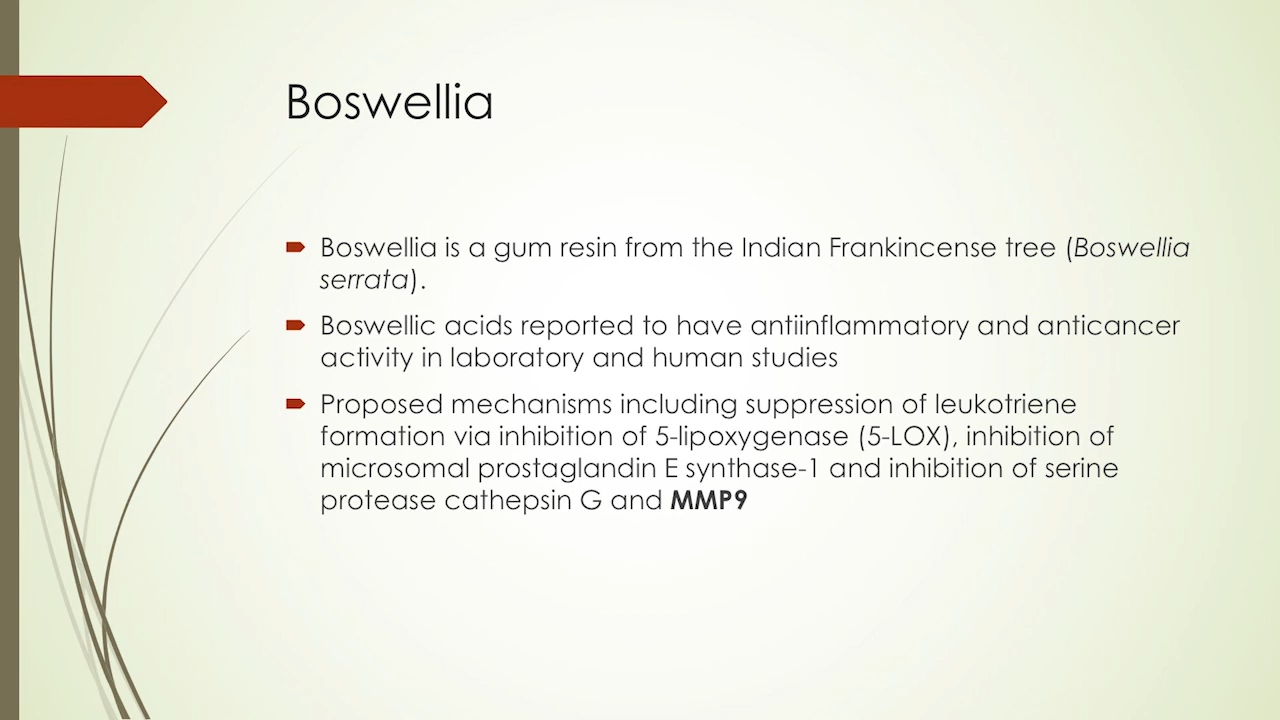 Boswellia
Boswellia is a gum resin from the Indian Frankincense tree (Boswellia
serrata).
Boswellic acids reported to have antiinflammatory and anticancer
activity in laboratory and human studies
Proposed mechanisms including suppression of leukotriene
formation via inhibition of 5-lipoxygenase (5-LOX), inhibition of
microsomal prostaglandin E synthase-1 and inhibition of serine
protease cathepsin G and MMP9